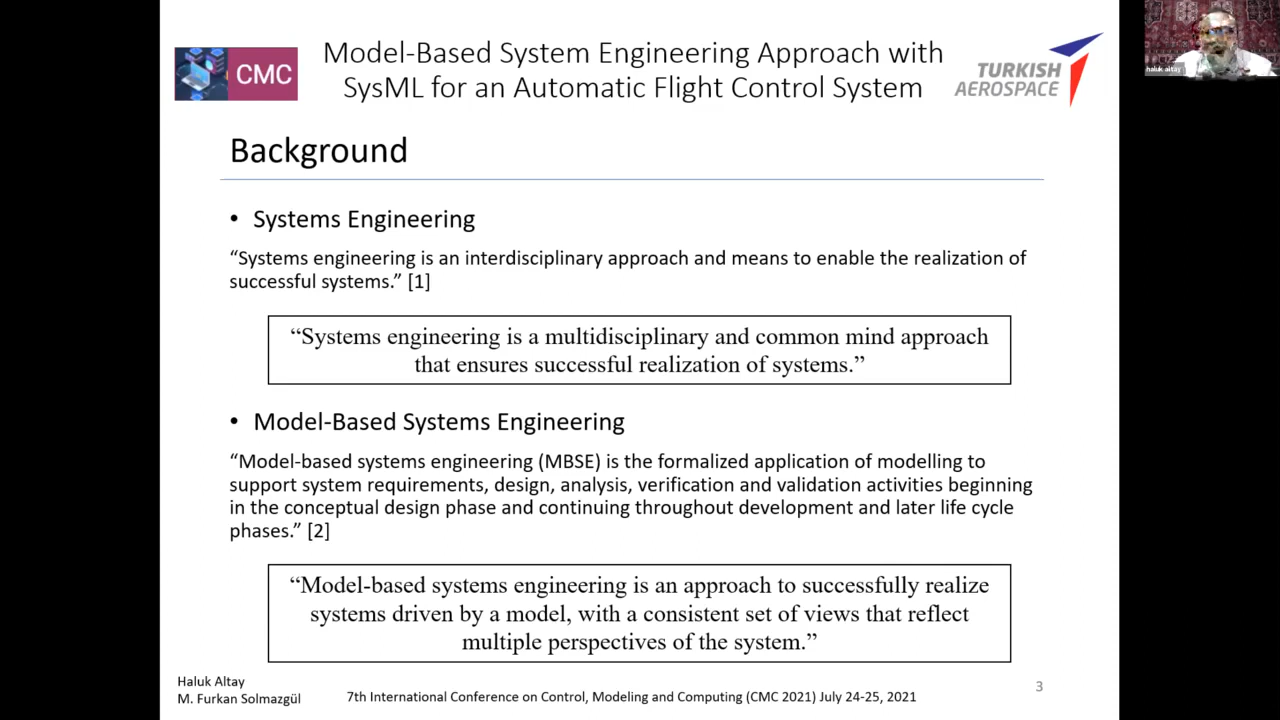 CMC
Model-Based System Engineering Approach with
SysML for an Automatic Flight Control System
TURKISH
AEROSPACE
haluk altay
Background
• Systems Engineering
“Systems engineering is an interdisciplinary approach and means to enable the realization of
successful systems.” [1]
“Systems engineering is a multidisciplinary and common mind approach
that ensures successful realization of systems.”
• Model-Based Systems Engineering
“Model-based systems engineering (MBSE) is the formalized application of modelling to
support system requirements, design, analysis, verification and validation activities beginning
in the conceptual design phase and continuing throughout development and later life cycle
phases.” [2]
“Model-based systems engineering is an approach to successfully realize
systems driven by a model, with a consistent set of views that reflect
multiple perspectives of the system.”
Haluk Altay
M. Furkan Solmazgül
7th International Conference on Control, Modeling and Computing (CMC 2021) July 24-25, 2021
3